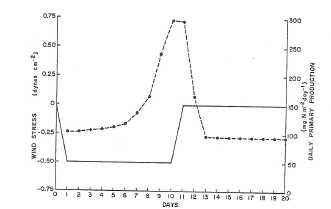 WIND STRESS
(dynes cm⁻²)
0.75
0.50
0.25
0
-0.25
-0.50
-0.75
300
250
200
150
100
50
0
DAILY PRIMARY PRODUCTION
(mg N m⁻² day⁻¹)
0 1 2 3 4 5 6 7 8 9 10 11 12 13 14 15 16 17 18 19 20
DAYS